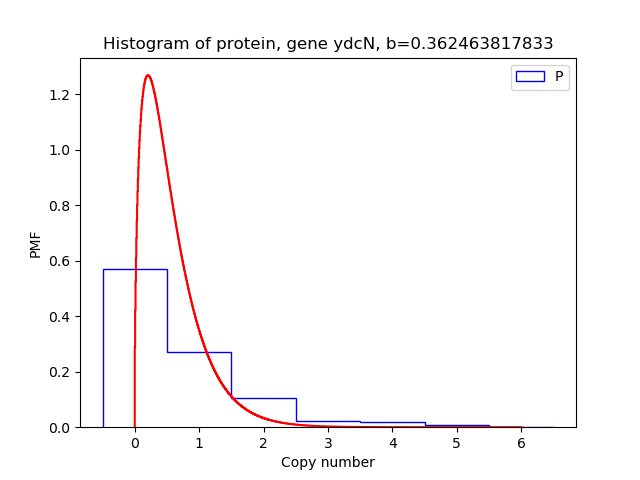 Histogram of protein, gene ydcN, b=0.362463817833
P
1.2
1.0
0.8
0.6
0.4
0.2
0.0
PMF
0 1 2 3 4 5 6
Copy number